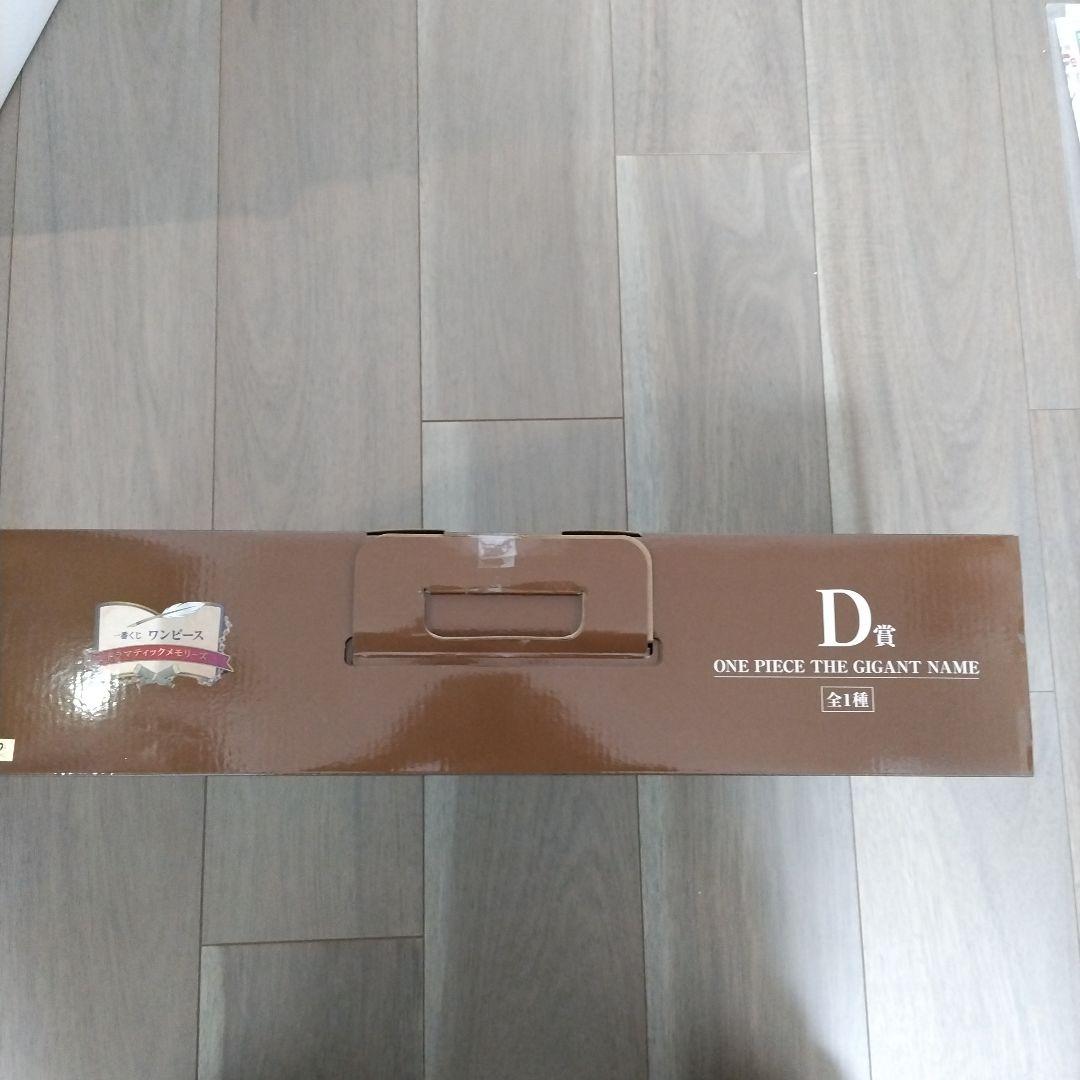 一番くじ ワンピース
ドラマティックメモリーズ
D賞
ONE PIECE THE GIGANT NAME
全1種